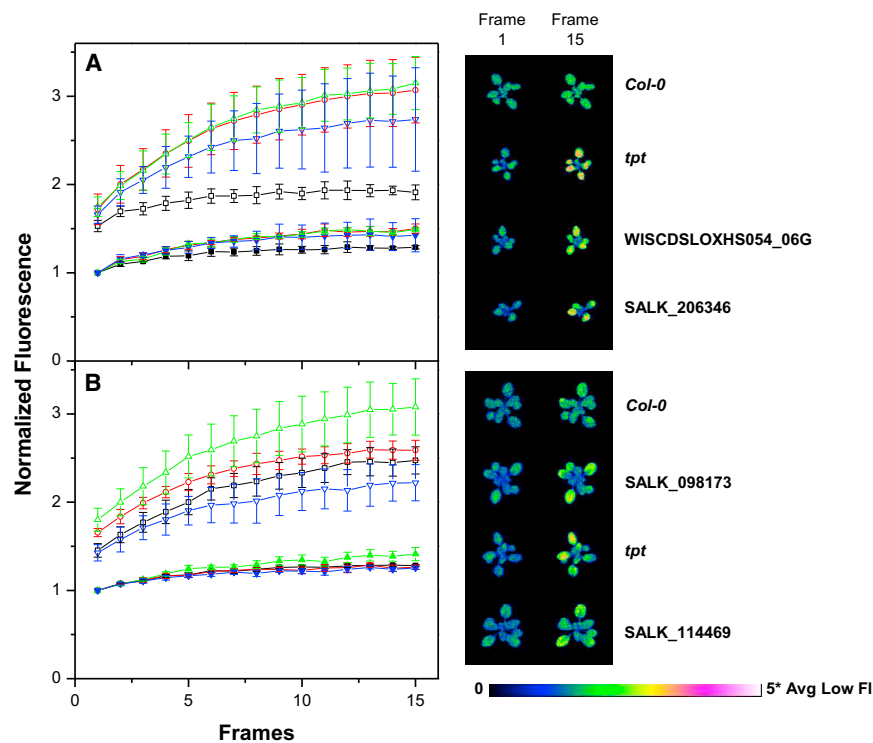 Frame 1
Frame 15
A
3
2
1
0
Col-0
tpt
WISCDSLOXHS054_06G
SALK_206346
Normalized Fluorescence
B
3
2
1
0
0
5
10
15
Frames
Col-0
SALK_098173
tpt
SALK_114469
0
5* Avg Low Fl